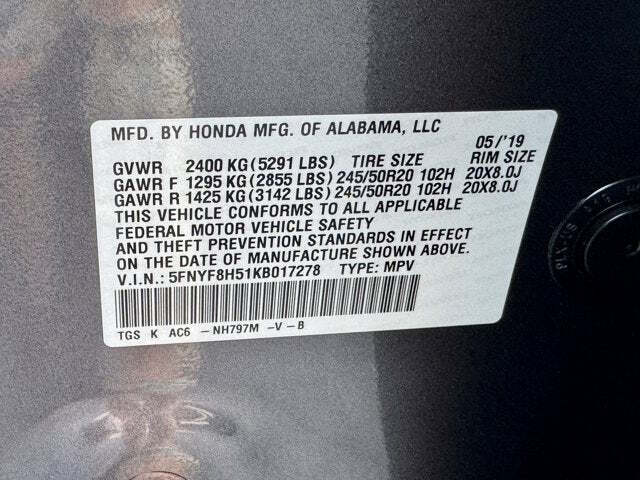 MFD. BY HONDA MFG. OF ALABAMA, LLC
05/'19
GVWR 2400 KG(5291 LBS) TIRE SIZE RIM SIZE
GAWR F 1295 KG(2855 LBS) 245/50R20 102H 20X8.0J
GAWR R 1425 KG(3142 LBS) 245/50R20 102H 20X8.0J
THIS VEHICLE CONFORMS TO ALL APPLICABLE
FEDERAL MOTOR VEHICLE SAFETY
AND THEFT PREVENTION STANDARDS IN EFFECT
ON THE DATE OF MANUFACTURE SHOWN ABOVE.
V.I.N.: 5FNYF8H51KB017278 TYPE: MPV
TGS K AC6 -NH797M -V-B